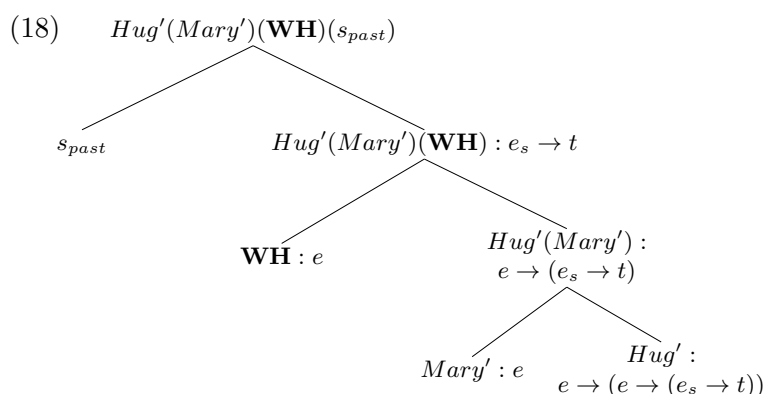 (18) Hug′(Mary′)(WH)(s_past)
s_past
Hug′(Mary′)(WH) : e_s → t
WH : e
Hug′(Mary′) :
e → (e_s → t)
Mary′ : e
Hug′ :
e → (e → (e_s → t))